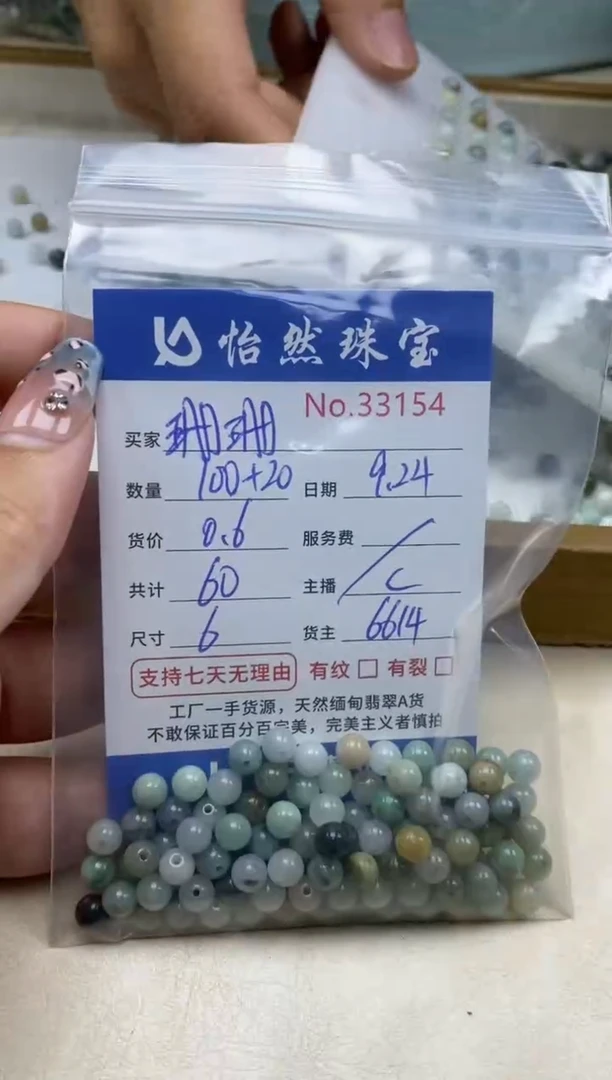 怡然珠宝
No.33154
买家 珊珊
数量 100+20 日期 9.24
货价 0.6 服务费 /
共计 60 主播 C
尺寸 6 货主 6614
支持七天无理由 有纹 □ 有裂 □
工厂一手货源，天然缅甸翡翠A货
不敢保证百分百完美，完美主义者慎拍